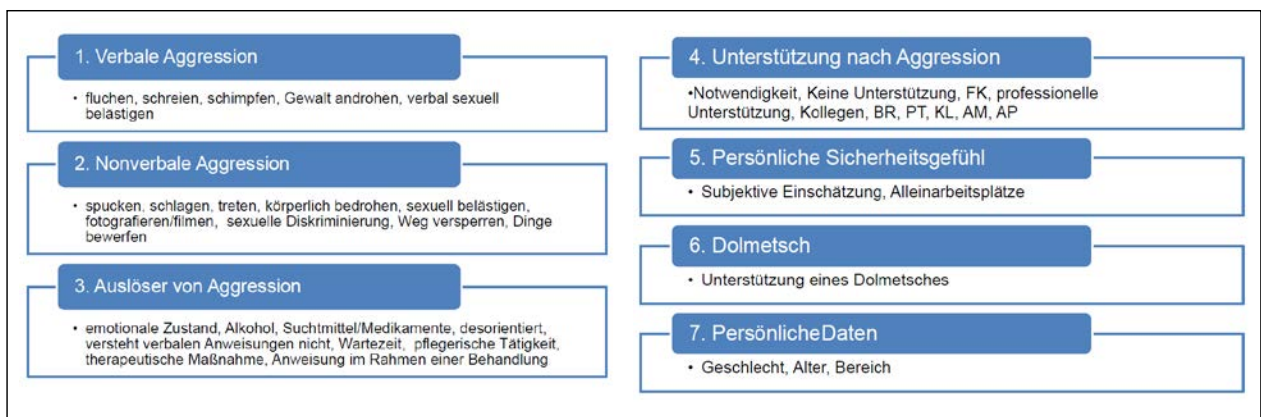 1. Verbale Aggression
• fluchen, schreien, schimpfen, Gewalt androhen, verbal sexuell
belästigen
2. Nonverbale Aggression
• spucken, schlagen, treten, körperlich bedrohen, sexuell belästigen,
fotografieren/filmen, sexuelle Diskriminierung, Weg versperren, Dinge
bewerfen
3. Auslöser von Aggression
• emotionale Zustand, Alkohol, Suchtmittel/Medikamente, desorientiert,
versteht verbalen Anweisungen nicht, Wartezeit, pflegerische Tätigkeit,
therapeutische Maßnahme, Anweisung im Rahmen einer Behandlung
4. Unterstützung nach Aggression
•Notwendigkeit, Keine Unterstützung, FK, professionelle
Unterstützung, Kollegen, BR, PT, KL, AM, AP
5. Persönliche Sicherheitsgefühl
• Subjektive Einschätzung, Alleinarbeitsplätze
6. Dolmetsch
• Unterstützung eines Dolmetsches
7. PersönlicheDaten
• Geschlecht, Alter, Bereich